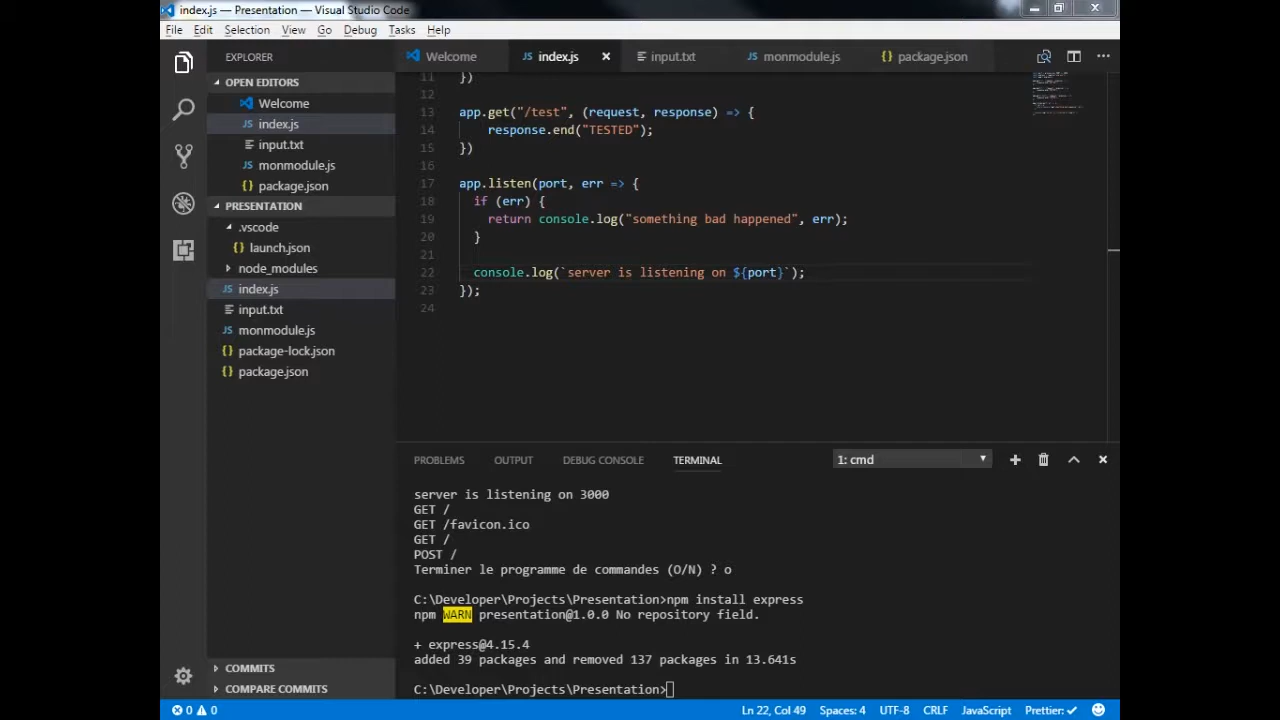 index.js — Presentation — Visual Studio Code
File Edit Selection View Go Debug Tasks Help
EXPLORER
OPEN EDITORS
Welcome
index.js
input.txt
monmodule.js
package.json
PRESENTATION
.vscode
launch.json
node_modules
index.js
input.txt
monmodule.js
package-lock.json
package.json
COMMITS
COMPARE COMMITS
Welcome index.js input.txt monmodule.js package.json
11 })
12
13 app.get("/test", (request, response) => {
14 response.end("TESTED");
15 })
16
17 app.listen(port, err => {
18 if (err) {
19 return console.log("something bad happened", err);
20 }
21
22 console.log(`server is listening on ${port}`);
23 });
24
PROBLEMS OUTPUT DEBUG CONSOLE TERMINAL 1: cmd
server is listening on 3000
GET /
GET /favicon.ico
GET /
POST /
Terminer le programme de commandes (O/N) ? o
C:\Developer\Projects\Presentation>npm install express
npm WARN presentation@1.0.0 No repository field.
+ express@4.15.4
added 39 packages and removed 137 packages in 13.641s
C:\Developer\Projects\Presentation>
0 0 Ln 22, Col 49 Spaces: 4 UTF-8 CRLF JavaScript Prettier: ✓